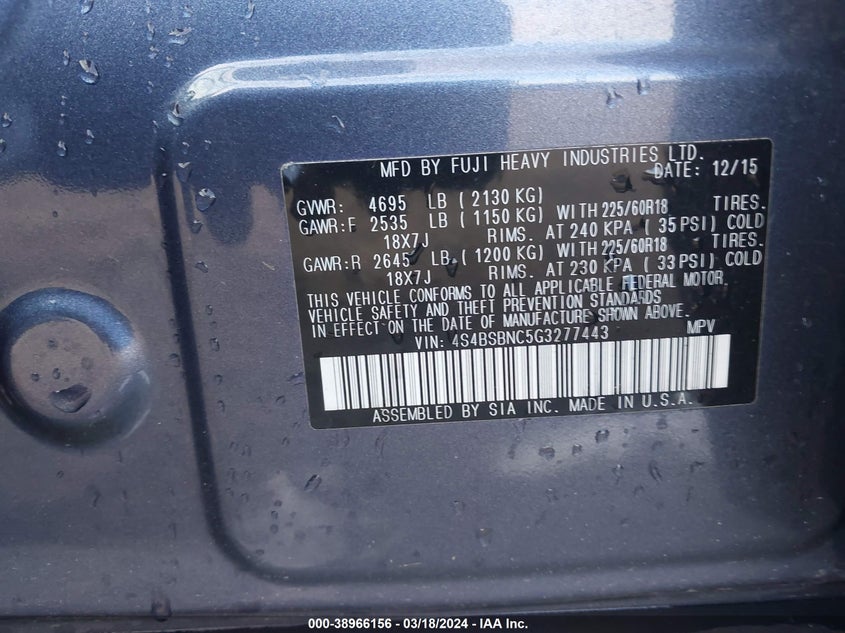 MFD BY FUJI HEAVY INDUSTRIES LTD.
DATE: 12/15
GVWR: 4695 LB ( 2130 KG)
GAWR:F 2535 LB ( 1150 KG) WITH 225/60R18 TIRES.
18X7J RIMS. AT 240 KPA ( 35 PSI) COLD
GAWR:R 2645 LB. ( 1200 KG) WITH 225/60R18 TIRES.
18X7J RIMS. AT 230 KPA ( 33 PSI) COLD
THIS VEHICLE CONFORMS TO ALL APPLICABLE FEDERAL MOTOR
VEHICLE SAFETY AND THEFT PREVENTION STANDARDS
IN EFFECT ON THE DATE OF MANUFACTURE SHOWN ABOVE.
VIN: 4S4BSBNC5G3277443 MPV
ASSEMBLED BY SIA INC. MADE IN U.S.A.
000-38966156 - 03/18/2024 - IAA Inc.